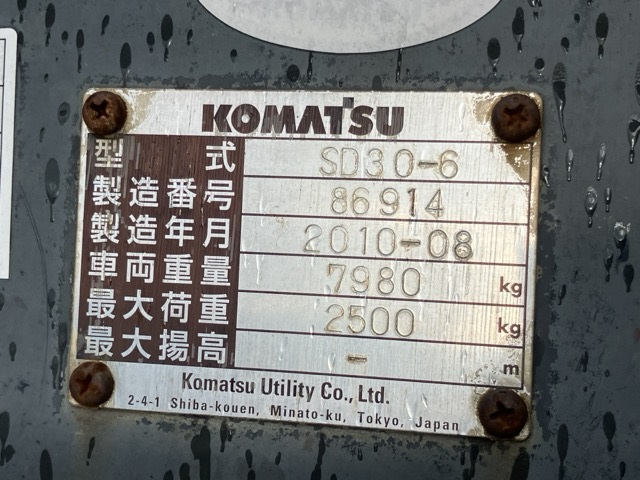 KOMATSU
型式 SD30-6
製造番号 86914
製造年月 2010-08
車両重量 7980 kg
最大荷重 2500 kg
最大揚高 - m
Komatsu Utility Co., Ltd.
2-4-1 Shiba-kouen, Minato-ku, Tokyo, Japan